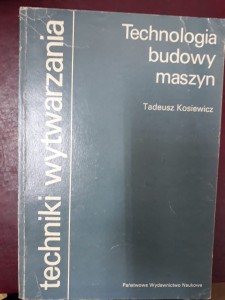 techniki wytwarzania
Technologia
budowy
maszyn
Tadeusz Kosiewicz
Państwowe Wydawnictwo Naukowe